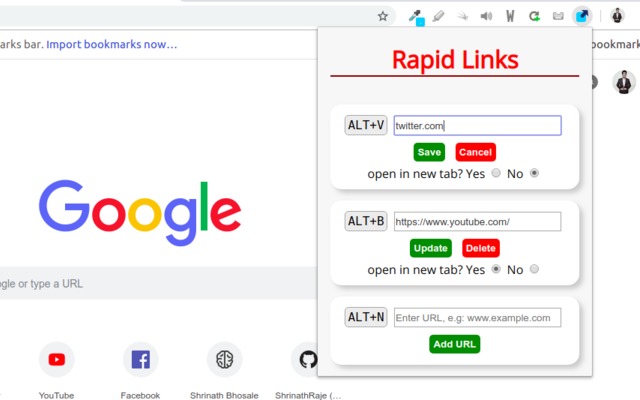 arks bar. Import bookmarks now…
bookmark
Rapid Links
ALT+V
twitter.com
Save
Cancel
open in new tab? Yes No
ALT+B
https://www.youtube.com/
Update
Delete
open in new tab? Yes No
ALT+N
Enter URL, e.g: www.example.com
Add URL
Google
ogle or type a URL
YouTube
Facebook
Shrinath Bhosale
ShrinathRaje (…